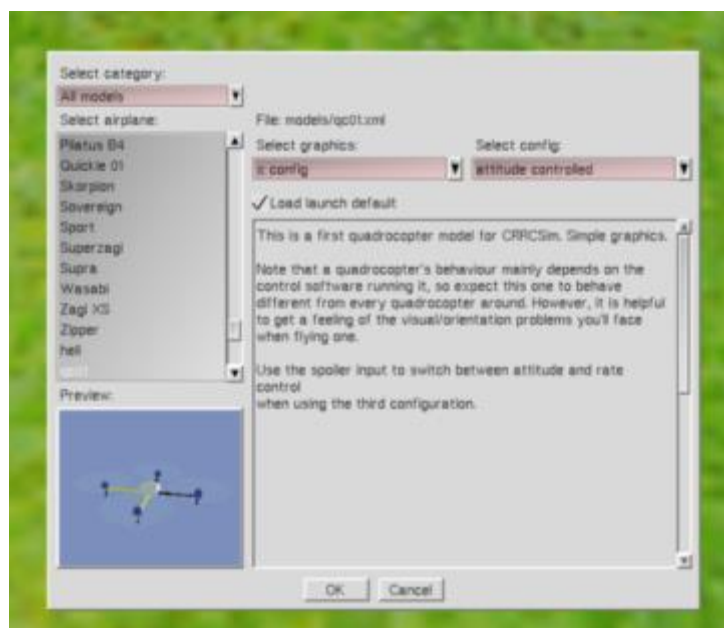 Select category:
All models
Select airplane:
Pilatus B4
Quickie 01
Skorpion
Sovereign
Sport
Superzagi
Supra
Wasabi
Zagi XS
Zipper
heli
qc01
Preview:
File: models/qc01.xml
Select graphics:
x config
Select config:
attitude controlled
Load launch default
This is a first quadrocopter model for CRRCSim. Simple graphics.
Note that a quadrocopter's behaviour mainly depends on the
control software running it, so expect this one to behave
different from every quadrocopter around. However, it is helpful
to get a feeling of the visual/orientation problems you'll face
when flying one.
Use the spoiler input to switch between attitude and rate
control
when using the third configuration.
OK
Cancel